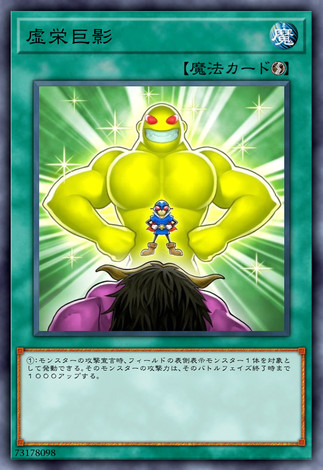 虚栄巨影
魔
【魔法カード】
①：モンスターの攻撃宣言時、フィールドの表側表示モンスター１体を対象
として発動できる。そのモンスターの攻撃力は、そのバトルフェイズ終了時まで
１０００アップする。
73178098